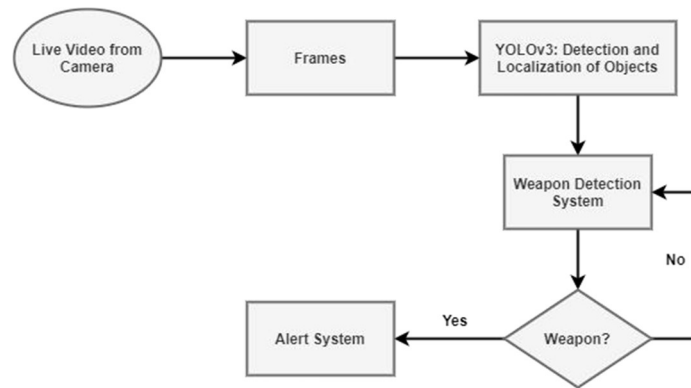 Live Video from
Camera
Frames
YOLOv3: Detection and
Localization of Objects
Weapon Detection
System
No
Yes
Alert System
Weapon?